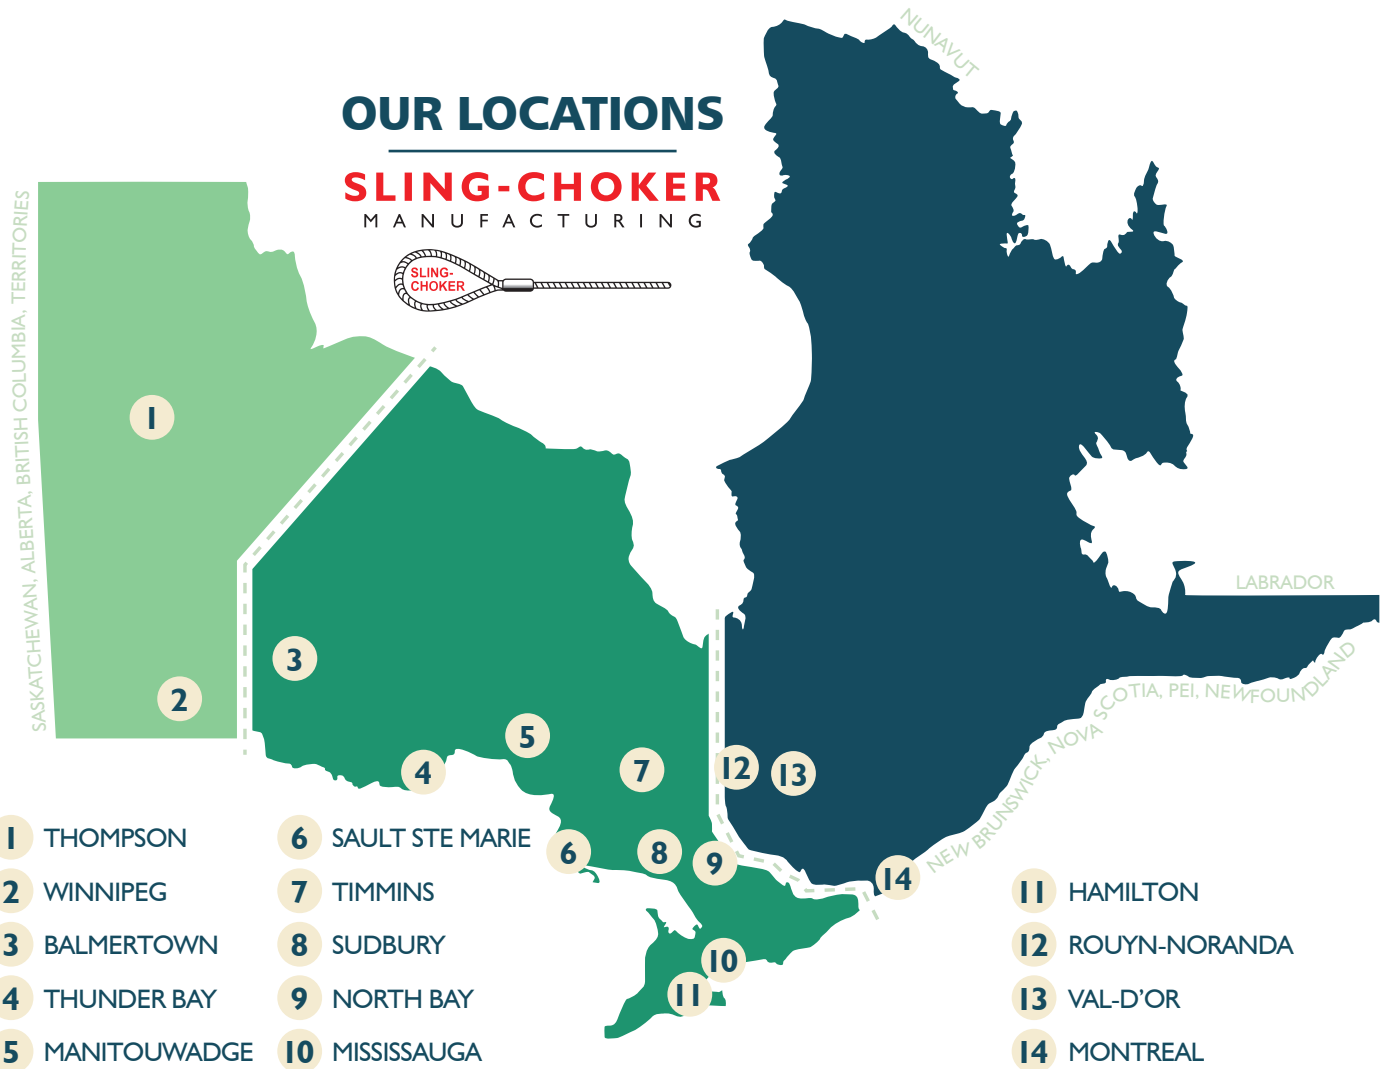 NUNAVUT
OUR LOCATIONS
SLING-CHOKER
MANUFACTURING
SLING-
CHOKER
SASKATCHEWAN, ALBERTA, BRITISH COLUMBIA, TERRITORIES
1
LABRADOR
NEW BRUNSWICK, NOVA SCOTIA, PEI, NEWFOUNDLAND
3
2
5
4
7
12
13
6
8
9
14
10
11
1 THOMPSON
2 WINNIPEG
3 BALMERTOWN
4 THUNDER BAY
5 MANITOUWADGE
6 SAULT STE MARIE
7 TIMMINS
8 SUDBURY
9 NORTH BAY
10 MISSISSAUGA
11 HAMILTON
12 ROUYN-NORANDA
13 VAL-D’OR
14 MONTREAL